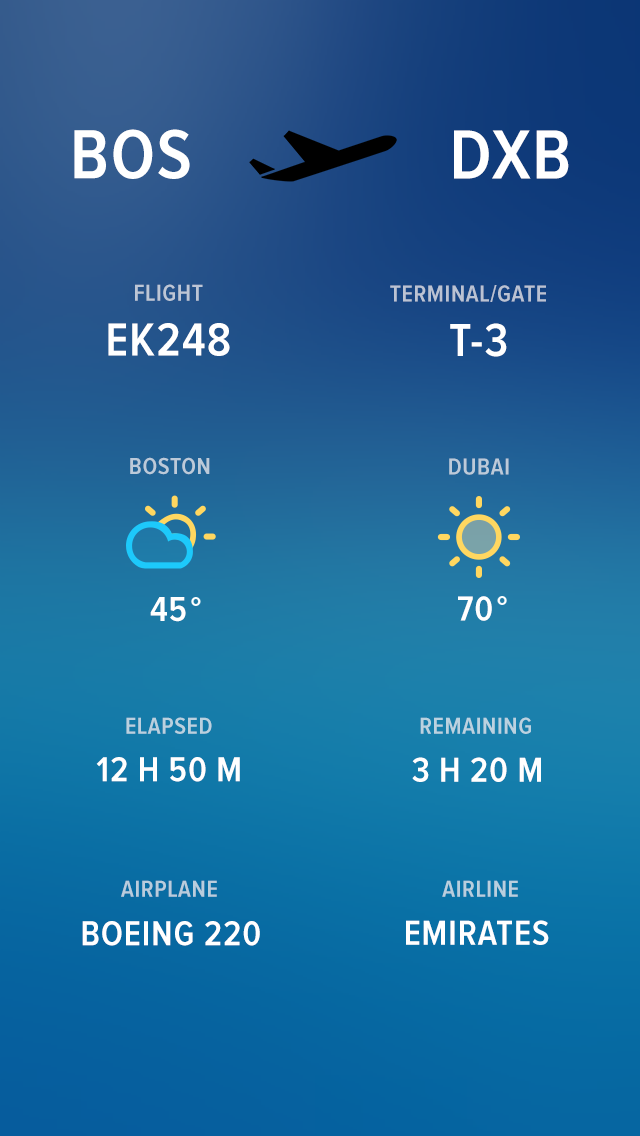 BOS DXB
FLIGHT TERMINAL/GATE
EK248 T-3
BOSTON DUBAI
45° 70°
ELAPSED REMAINING
12 H 50 M 3 H 20 M
AIRPLANE AIRLINE
BOEING 220 EMIRATES